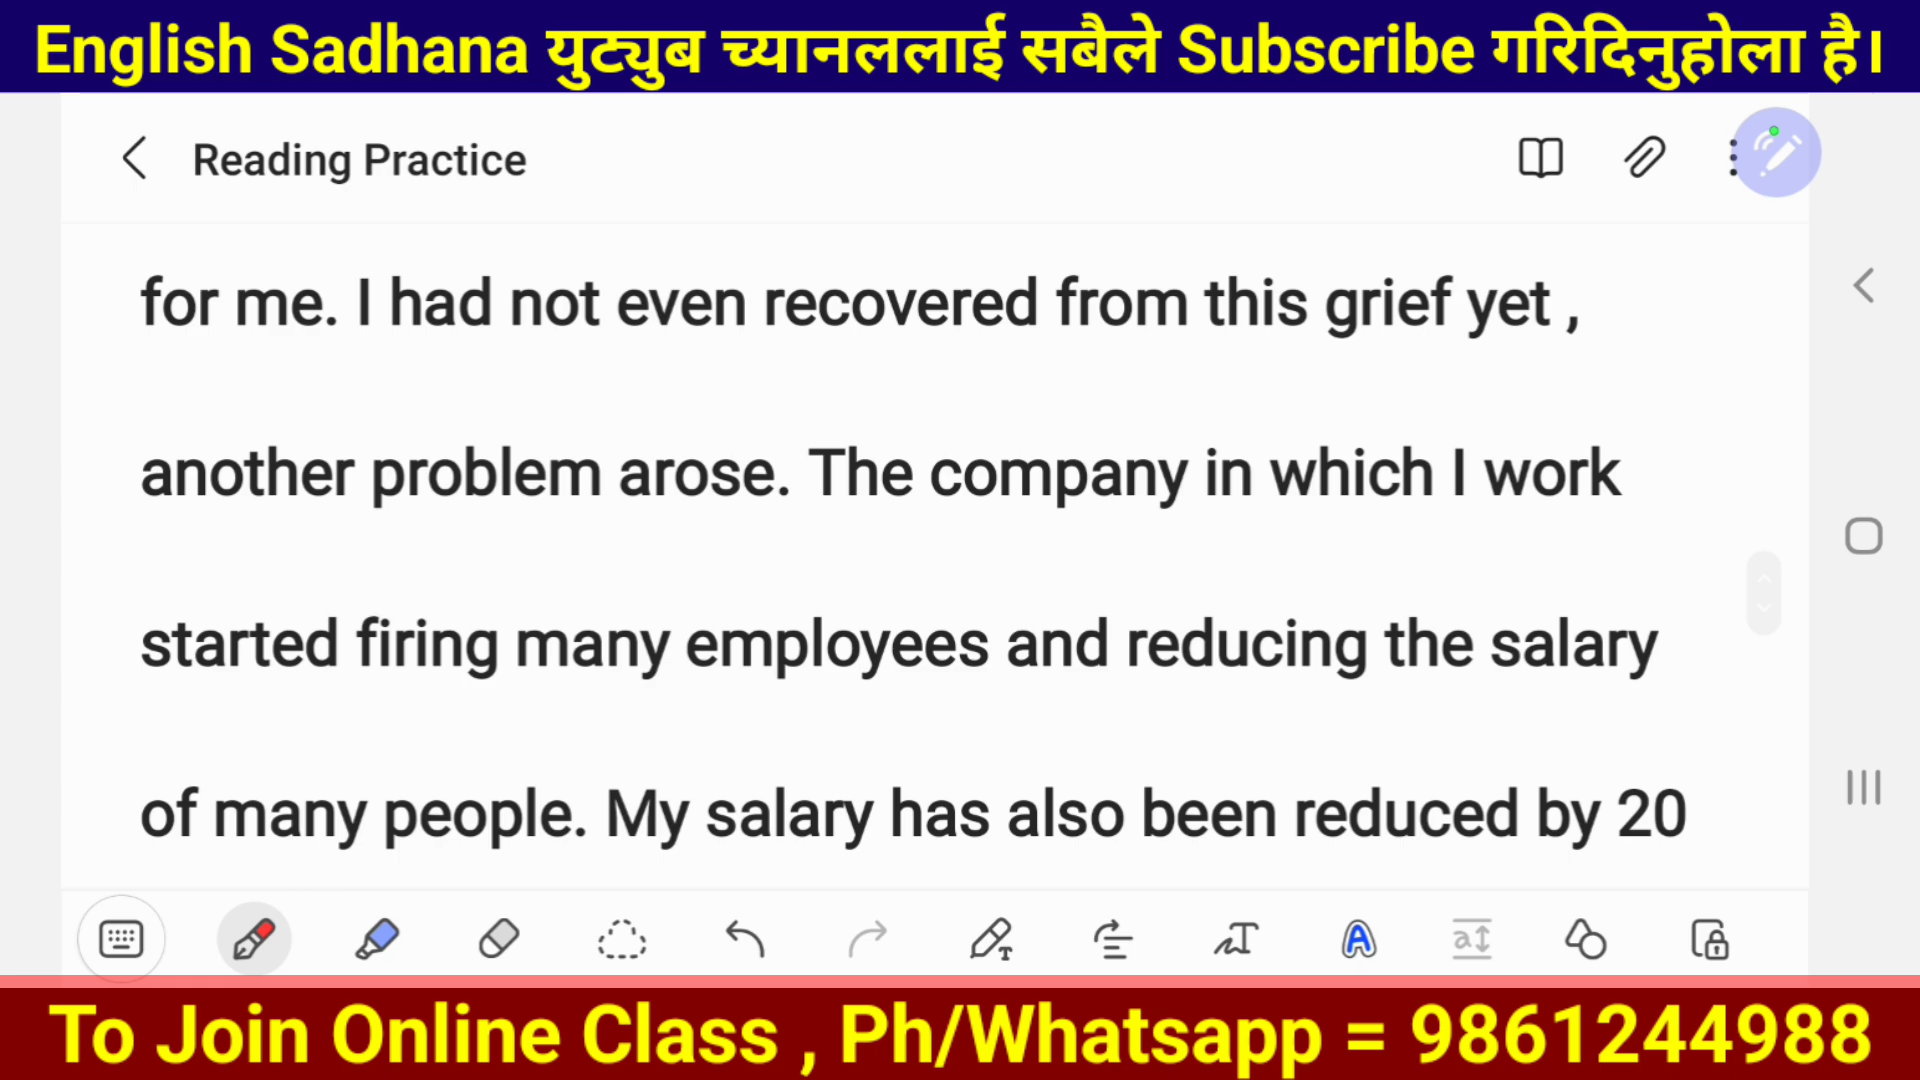 English Sadhana युट्युब च्यानललाई सबैले Subscribe गरिदिनुहोला है।
Reading Practice
for me. I had not even recovered from this grief yet ,
another problem arose. The company in which I work
started firing many employees and reducing the salary
of many people. My salary has also been reduced by 20
To Join Online Class , Ph/Whatsapp = 9861244988